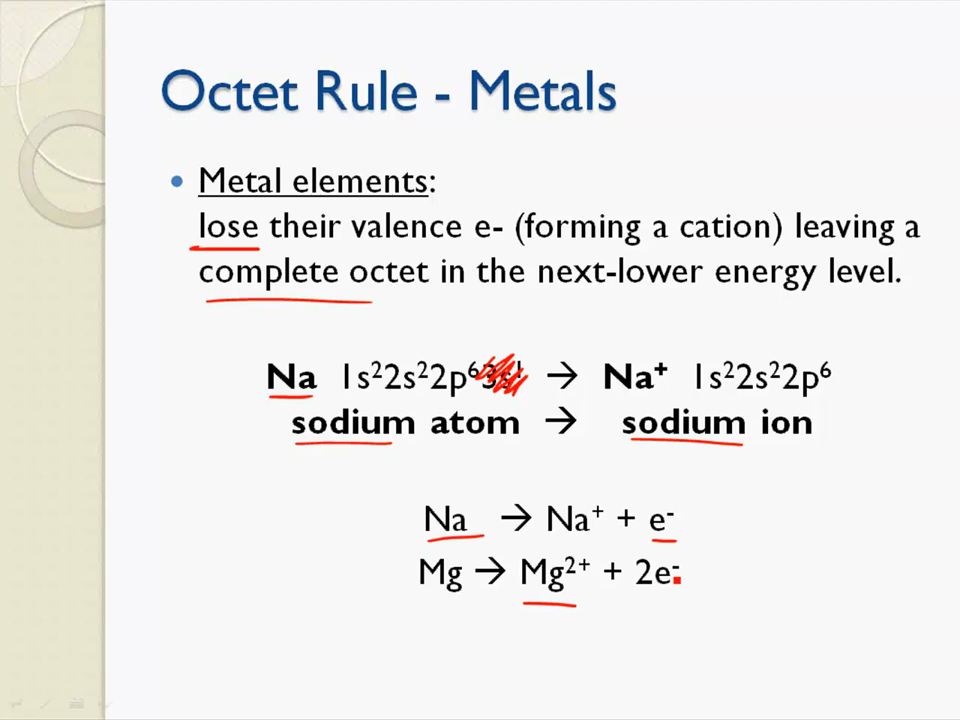 Octet Rule - Metals
• Metal elements:
lose their valence e- (forming a cation) leaving a
complete octet in the next-lower energy level.
Na 1s²2s²2p⁶3s¹ → Na⁺ 1s²2s²2p⁶
sodium atom → sodium ion
Na → Na⁺ + e⁻
Mg → Mg²⁺ + 2e⁻